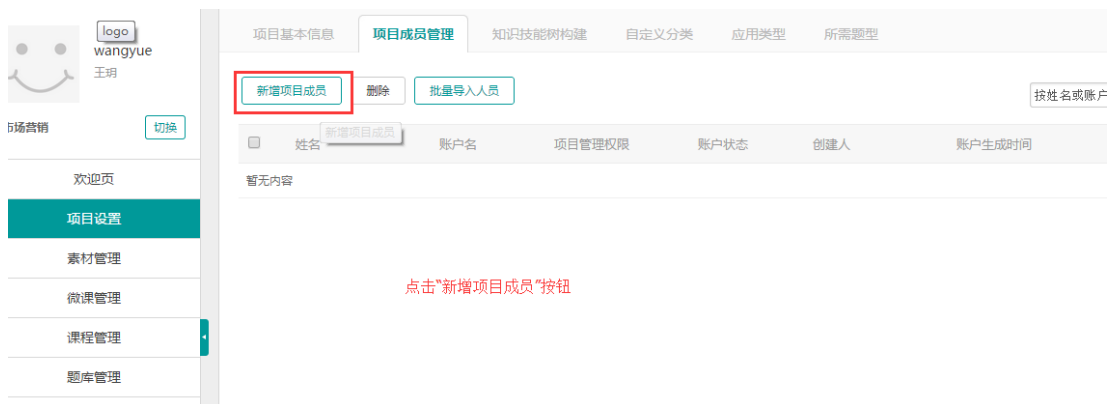 logo
wangyue
王玥
市场营销 切换
欢迎页
项目设置
素材管理
微课管理
课程管理
题库管理
项目基本信息 项目成员管理 知识技能树构建 自定义分类 应用类型 所需题型
新增项目成员 删除 批量导入人员 按姓名或账户
新增项目成员
姓名 账户名 项目管理权限 账户状态 创建人 账户生成时间
暂无内容
点击“新增项目成员”按钮